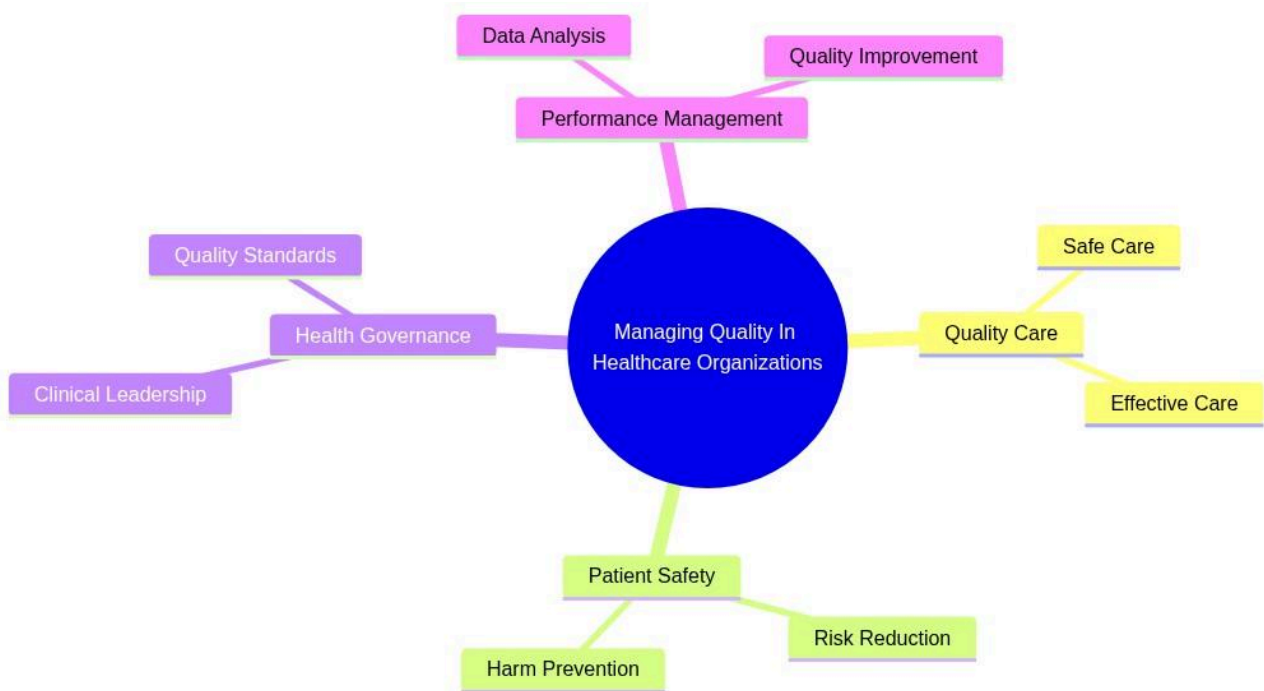 Data Analysis
Quality Improvement
Performance Management
Quality Standards
Health Governance
Clinical Leadership
Managing Quality In
Healthcare Organizations
Safe Care
Quality Care
Effective Care
Patient Safety
Risk Reduction
Harm Prevention